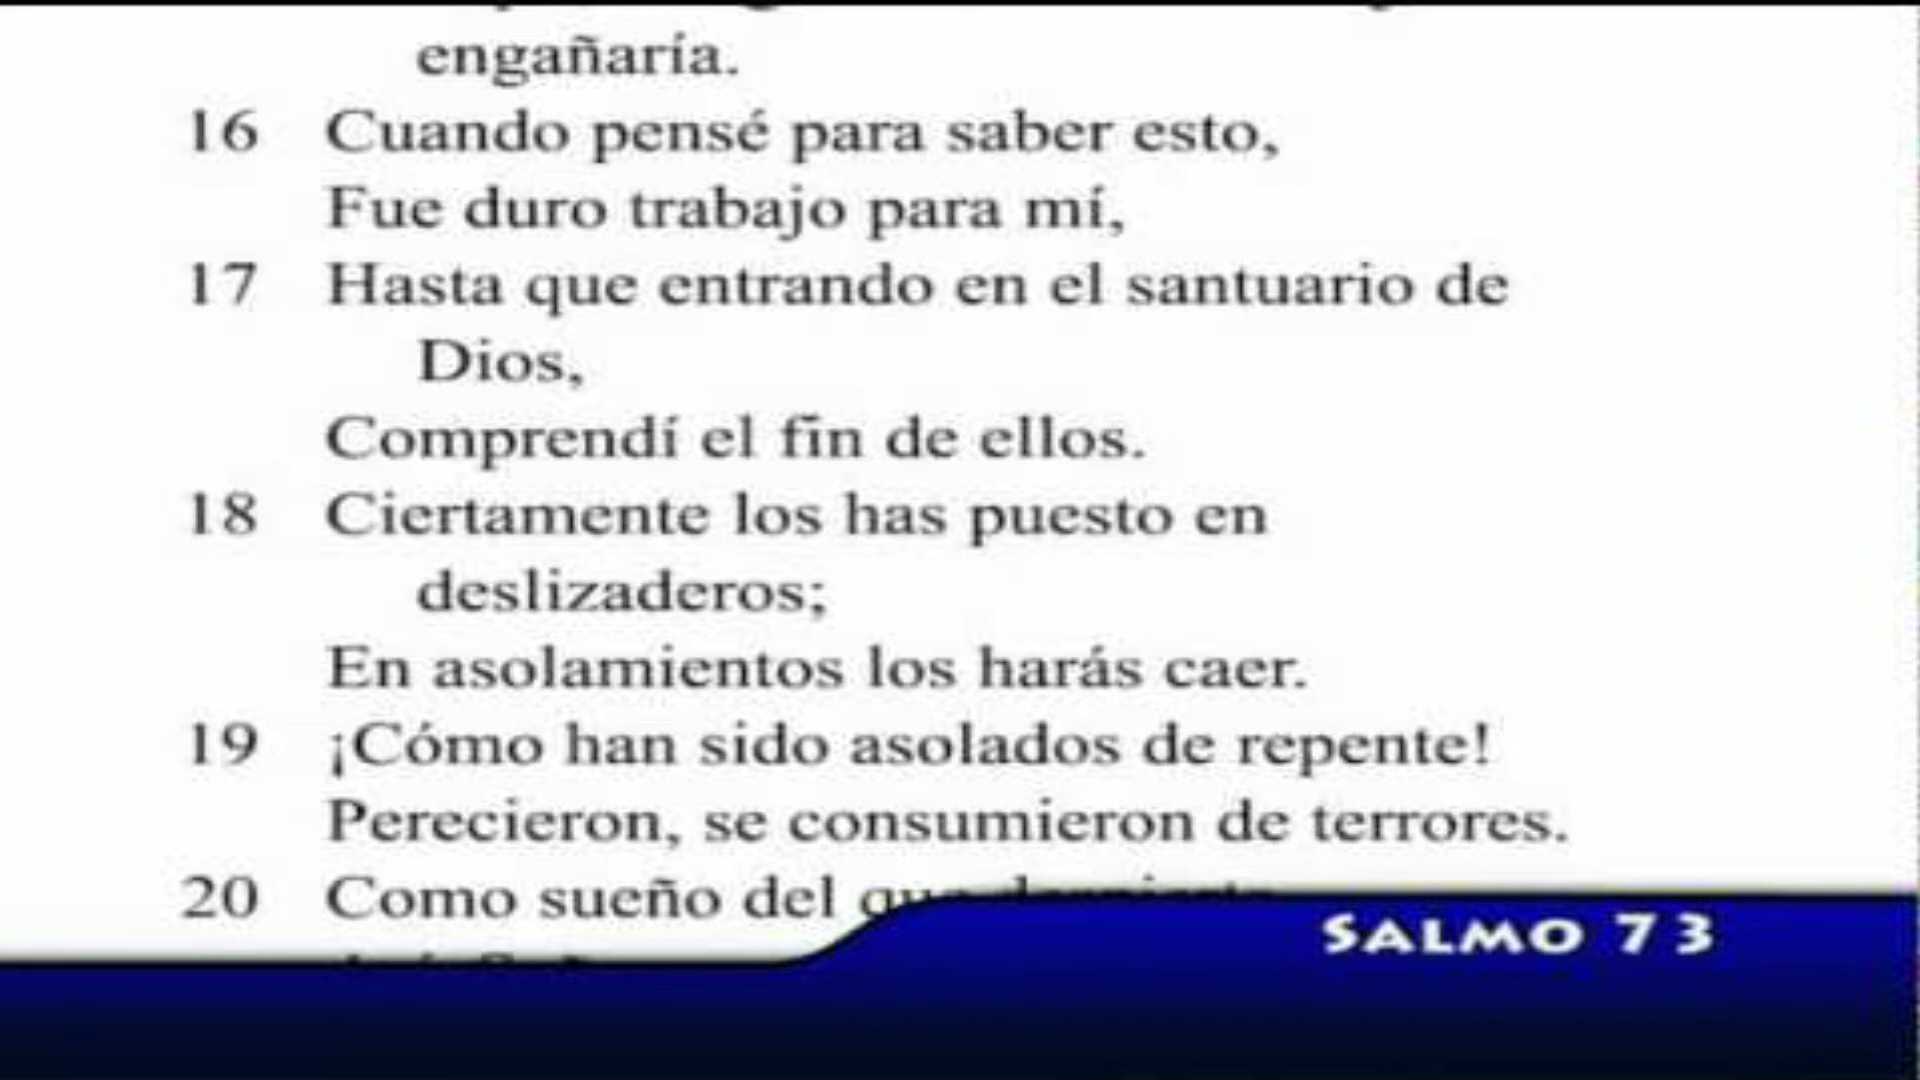 engañaría.
16 Cuando pensé para saber esto,
Fue duro trabajo para mí,
17 Hasta que entrando en el santuario de
Dios,
Comprendí el fin de ellos.
18 Ciertamente los has puesto en
deslizaderos;
En asolamientos los harás caer.
19 ¡Cómo han sido asolados de repente!
Perecieron, se consumieron de terrores.
20 Como sueño del
SALMO 73